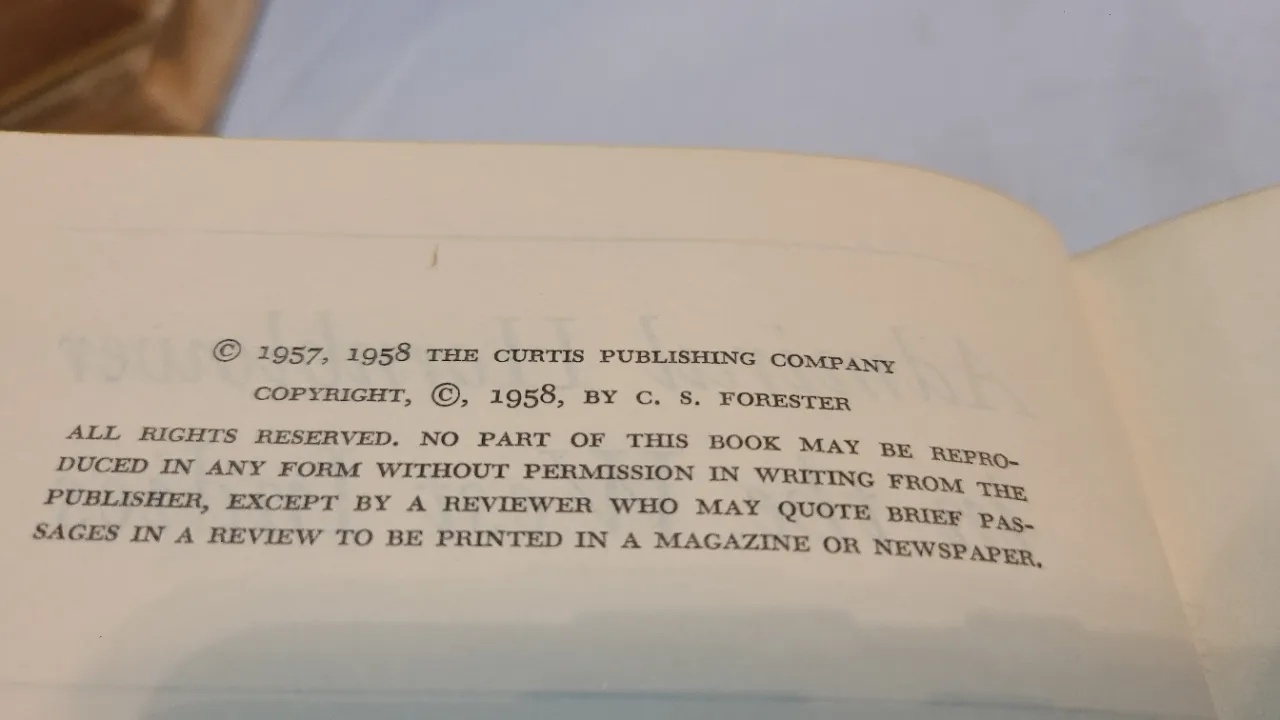 © 1957, 1958 THE CURTIS PUBLISHING COMPANY
COPYRIGHT, ©, 1958, BY C. S. FORESTER
ALL RIGHTS RESERVED. NO PART OF THIS BOOK MAY BE REPRO-
DUCED IN ANY FORM WITHOUT PERMISSION IN WRITING FROM THE
PUBLISHER, EXCEPT BY A REVIEWER WHO MAY QUOTE BRIEF PAS-
SAGES IN A REVIEW TO BE PRINTED IN A MAGAZINE OR NEWSPAPER.